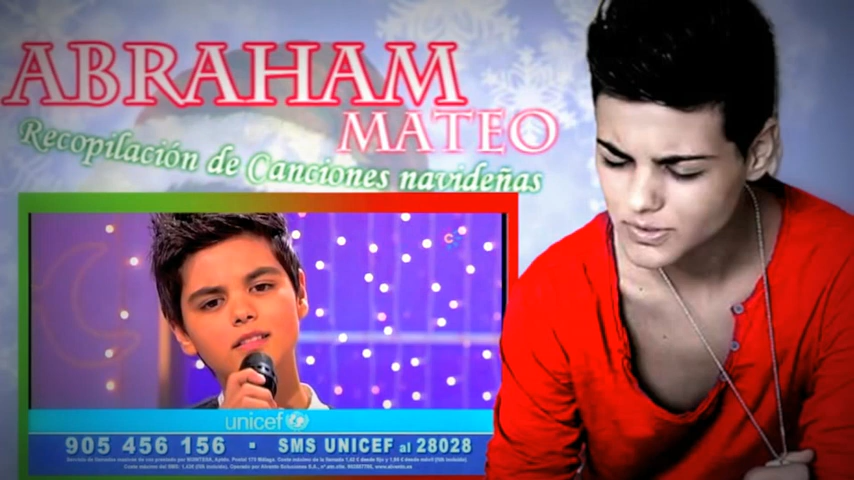 ABRAHAM
MATEO
Recopilación de Canciones navideñas
unicef
905 456 156 - SMS UNICEF al 28028